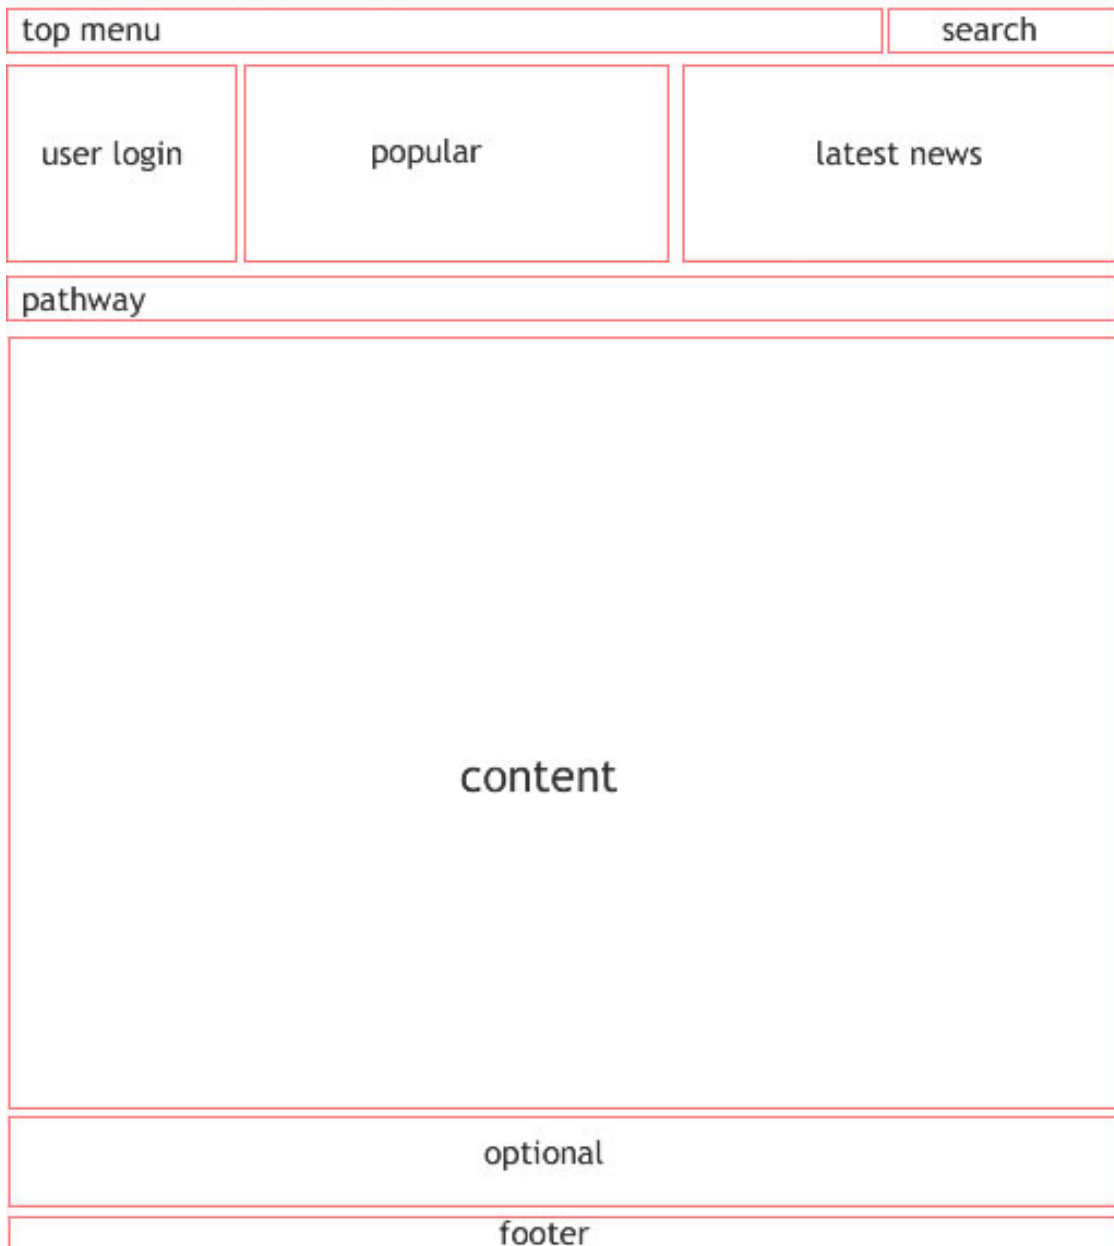 top menu
search
user login
popular
latest news
pathway
content
optional
footer